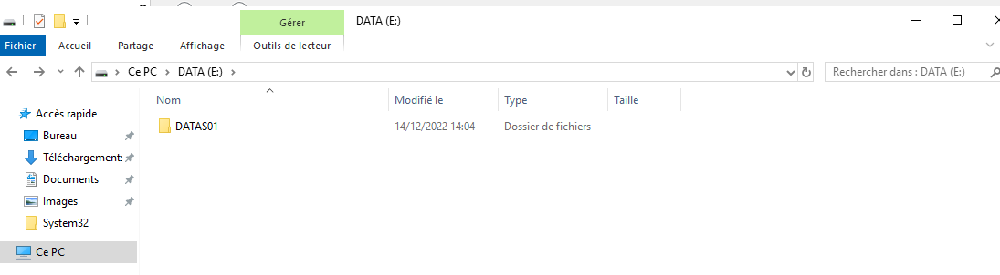 Gérer
DATA (E:)
Fichier Accueil Partage Affichage Outils de lecteur
Ce PC DATA (E:) Rechercher dans : DATA (E:)
Nom Modifié le Type Taille
Accès rapide
DATAS01 14/12/2022 14:04 Dossier de fichiers
Bureau
Téléchargements
Documents
Images
System32
Ce PC